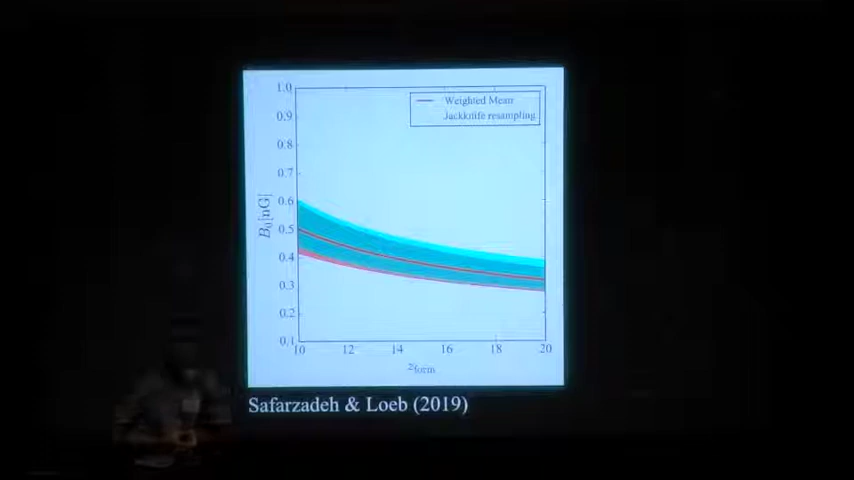 1.0
Weighted Mean
0.9
Jackknife resampling
0.8
0.7
0.6
B₀[nG]
0.5
0.4
0.3
0.2
0.1
10 12 14 16 18 20
z_form
Safarzadeh & Loeb (2019)